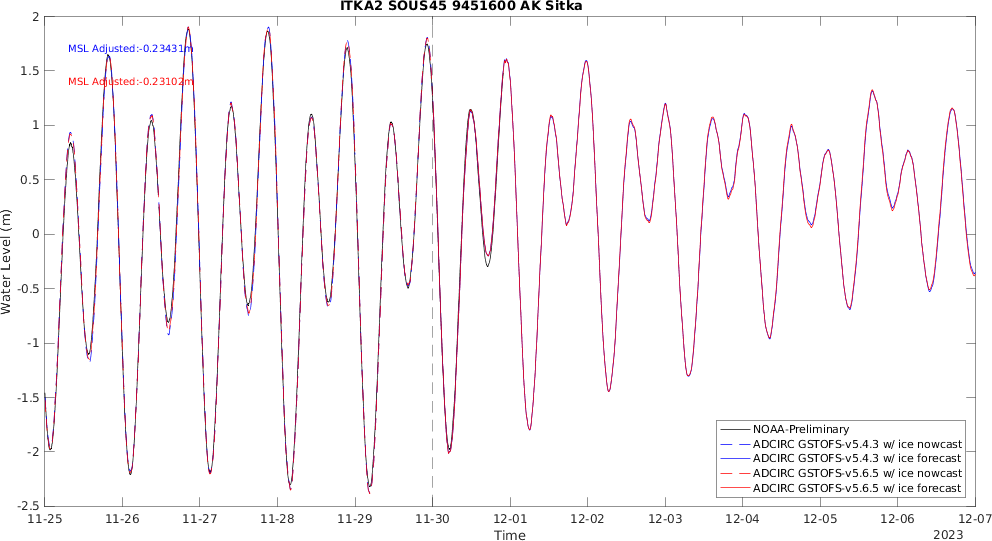 ITKA2 SOUS45 9451600 AK Sitka
MSL Adjusted:-0.23431m
MSL Adjusted:-0.23102m
Water Level (m)
2
1.5
1
0.5
0
-0.5
-1
-1.5
-2
-2.5
11-25 11-26 11-27 11-28 11-29 11-30 12-01 12-02 12-03 12-04 12-05 12-06 12-07
Time
2023
NOAA-Preliminary
ADCIRC GSTOFS-v5.4.3 w/ ice nowcast
ADCIRC GSTOFS-v5.4.3 w/ ice forecast
ADCIRC GSTOFS-v5.6.5 w/ ice nowcast
ADCIRC GSTOFS-v5.6.5 w/ ice forecast